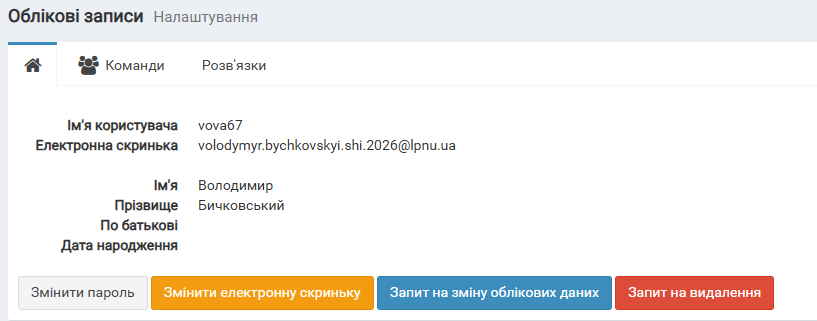 Облікові записи Налаштування
Команди Розв'язки
Ім'я користувача vova67
Електронна скринька volodymyr.bychkovskyi.shi.2026@lpnu.ua
Ім'я Володимир
Прізвище Бичковський
По батькові
Дата народження
Змінити пароль Змінити електронну скриньку Запит на зміну облікових даних Запит на видалення